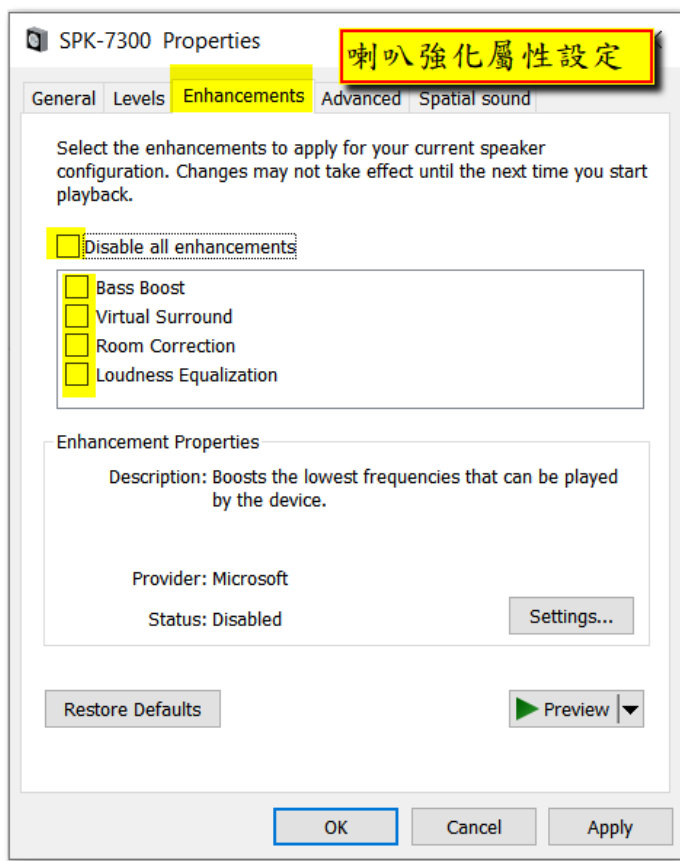 SPK-7300 Properties
喇叭強化屬性設定
General Levels Enhancements Advanced Spatial sound
Select the enhancements to apply for your current speaker
configuration. Changes may not take effect until the next time you start
playback.
Disable all enhancements
Bass Boost
Virtual Surround
Room Correction
Loudness Equalization
Enhancement Properties
Description: Boosts the lowest frequencies that can be played
by the device.
Provider: Microsoft
Status: Disabled
Settings...
Restore Defaults
Preview
OK Cancel Apply